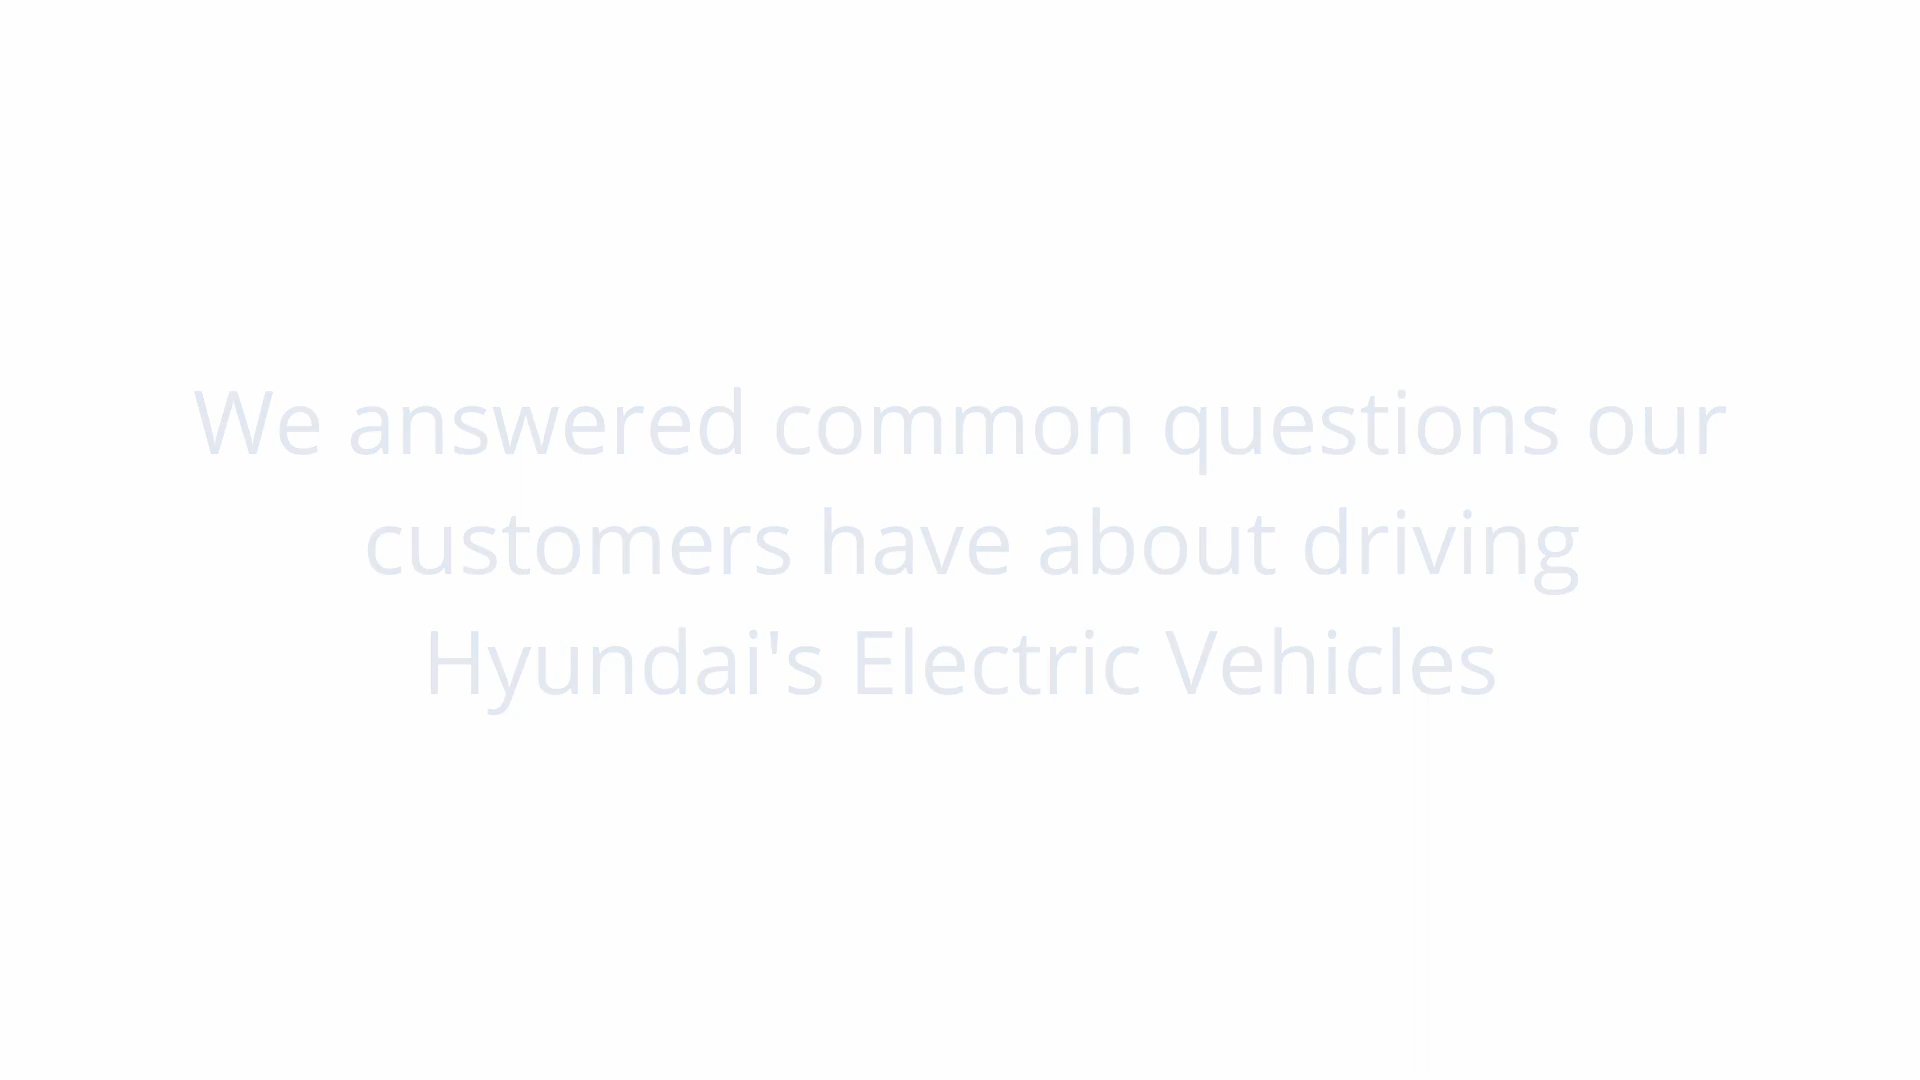 We answered common questions our
customers have about driving
Hyundai's Electric Vehicles